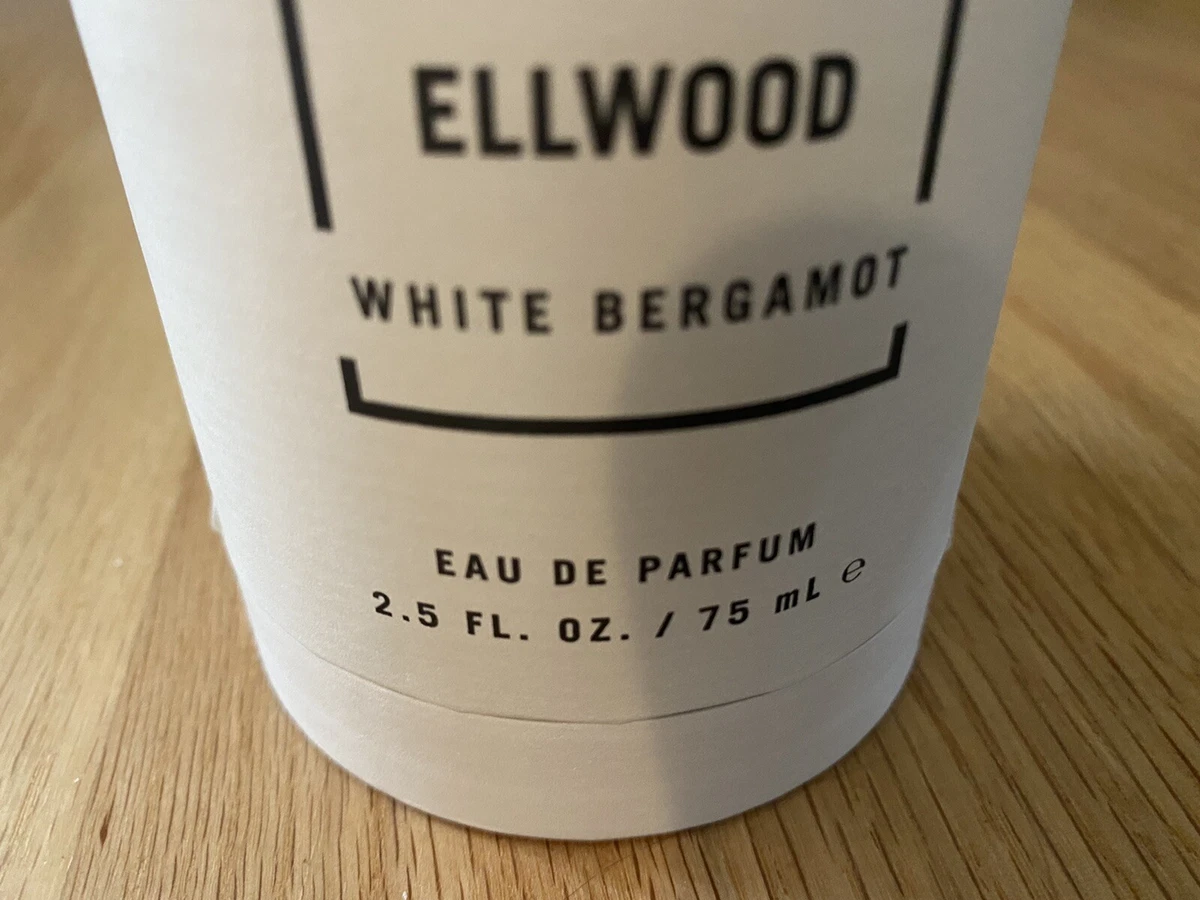 ELLWOOD
WHITE BERGAMOT
EAU DE PARFUM
2.5 FL. OZ. / 75 mL ℮